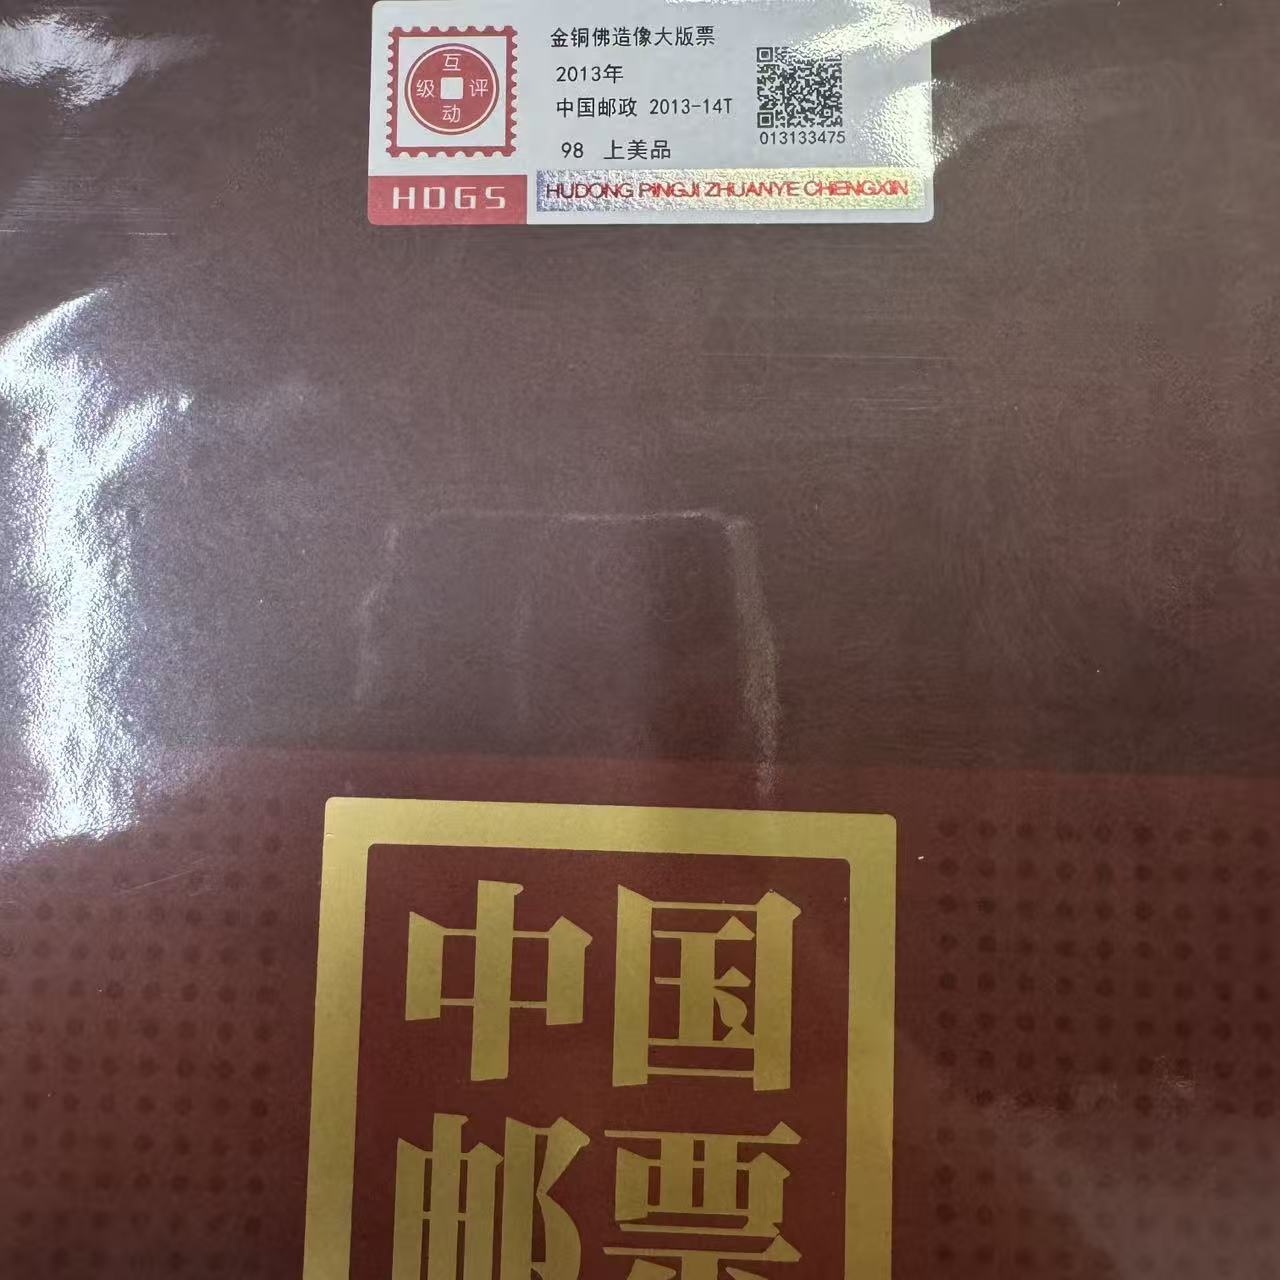 互
级 评
动
HDGS
金铜佛造像大版票
2013年
中国邮政 2013-14T
98 上美品
013133475
HUDONG PINGJI ZHUANYE CHENGXIN
中国
邮票